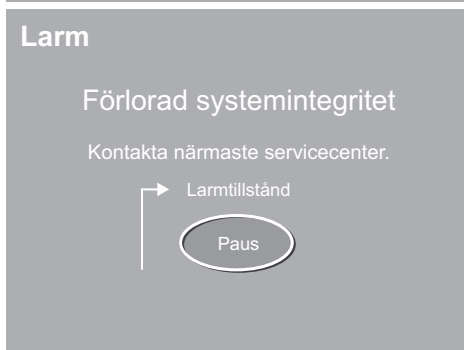 Larm
Förlorad systemintegritet
Kontakta närmaste servicecenter.
Larmtillstånd
Paus